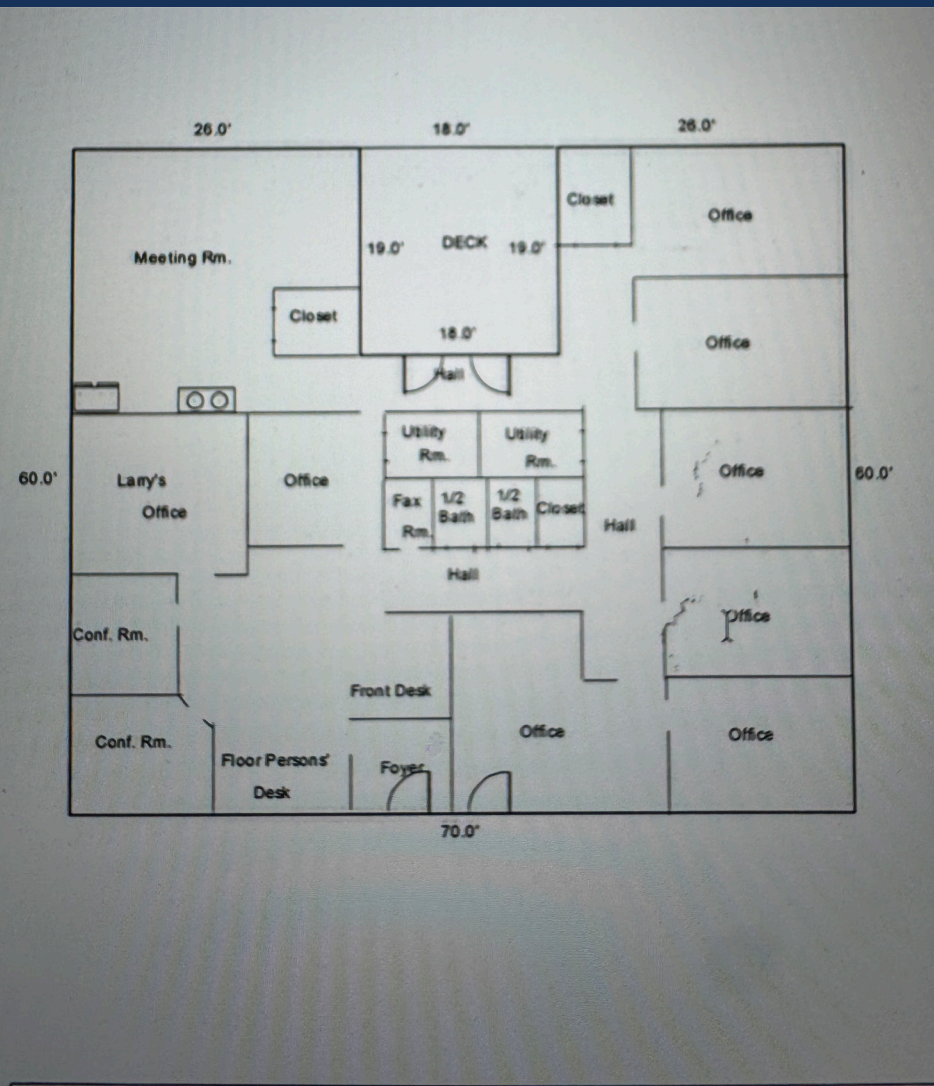 26.0'
18.0'
26.0'
Closet
Office
Meeting Rm.
19.0'
DECK
19.0'
Closet
18.0'
Office
Hall
Utility
Rm.
Utility
Rm.
60.0'
Larry's
Office
Office
Office
60.0'
Fax
Rm.
1/2
Bath
1/2
Bath
Closet
Hall
Hall
Conf. Rm.
Office
Front Desk
Conf. Rm.
Office
Office
Floor Persons'
Desk
Foyer
70.0'